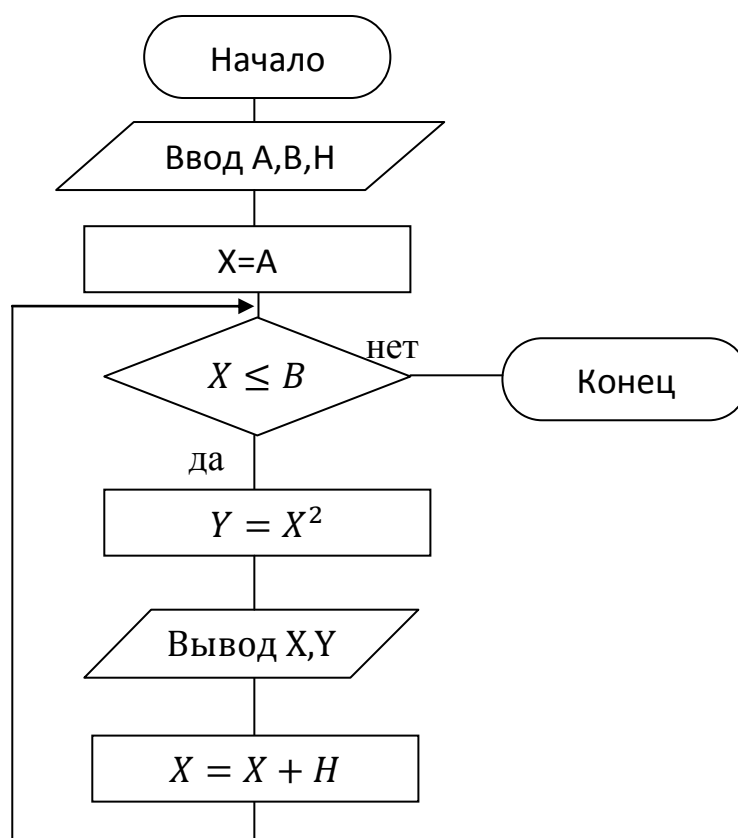 Начало
Ввод A,B,H
X=A
X ≤ B
нет
Конец
да
Y = X²
Вывод X,Y
X = X + H